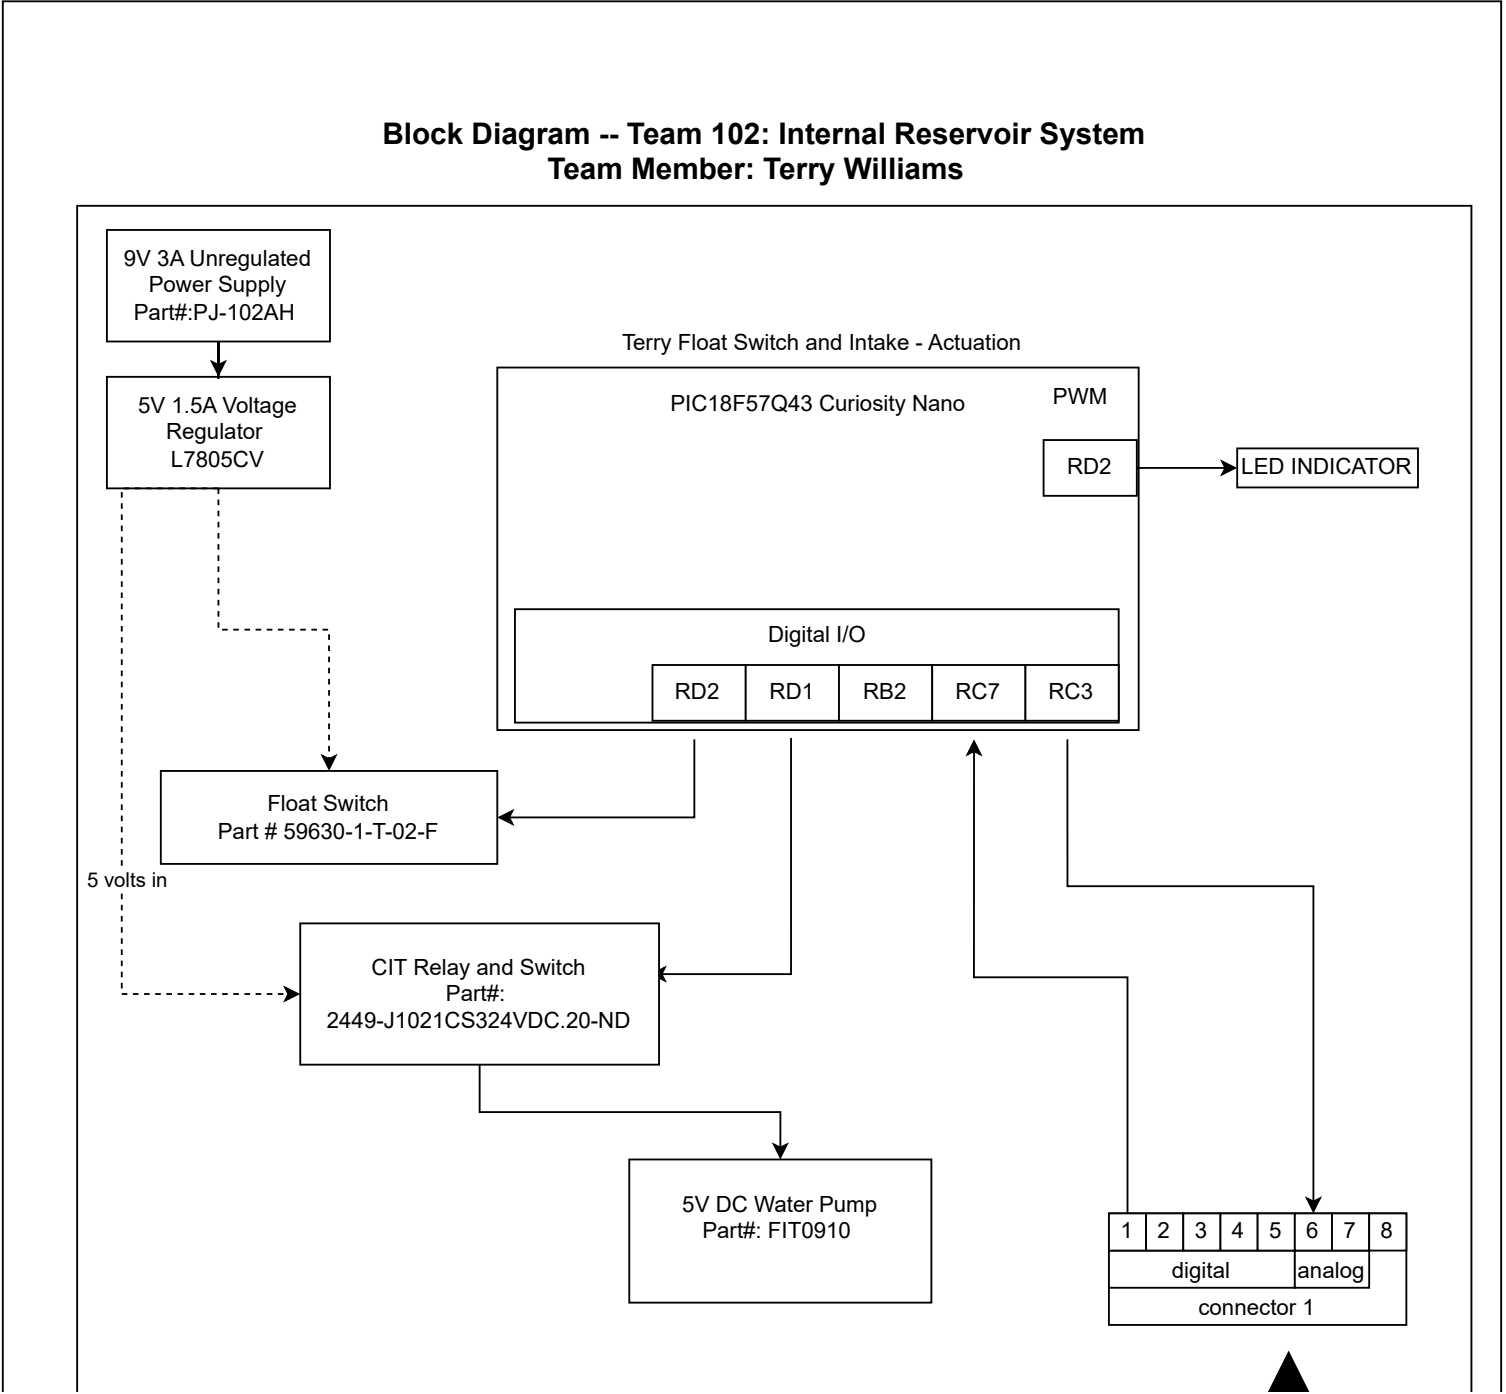 Block Diagram -- Team 102: Internal Reservoir System
Team Member: Terry Williams
9V 3A Unregulated
Power Supply
Part#:PJ-102AH
5V 1.5A Voltage
Regulator
L7805CV
Terry Float Switch and Intake - Actuation
PIC18F57Q43 Curiosity Nano
PWM
RD2
LED INDICATOR
Digital I/O
RD2 RD1 RB2 RC7 RC3
Float Switch
Part # 59630-1-T-02-F
5 volts in
CIT Relay and Switch
Part#:
2449-J1021CS324VDC.20-ND
5V DC Water Pump
Part#: FIT0910
1 2 3 4 5 6 7 8
digital analog
connector 1